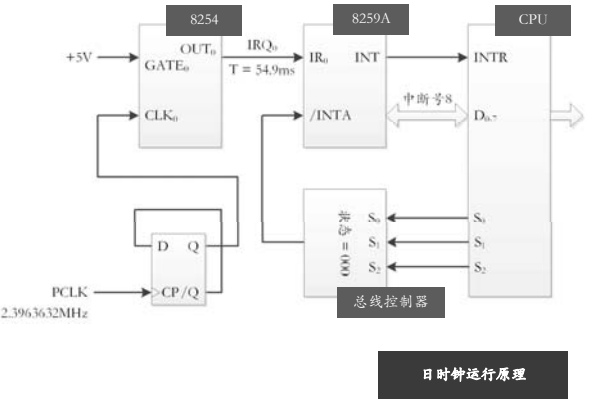 8254
8259A
CPU
+5V
OUT₀
GATE₀
IRQ₀
T = 54.9ms
IR₀
INT
INTR
CLK₀
/INTA
中断号8
D₀.₇
状态=000
S₀
S₁
S₂
S₀
S₁
S₂
D
Q
PCLK
CP
/Q
2.3963632MHz
总线控制器
日时钟运行原理